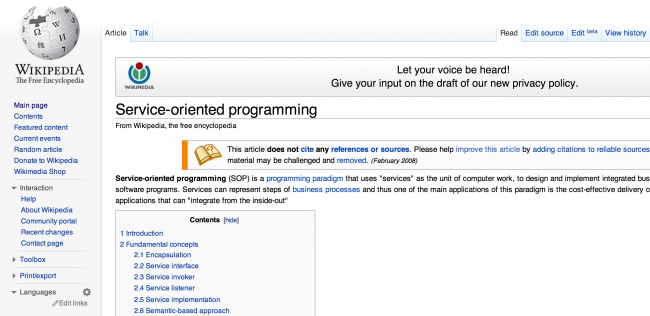 WIKIPEDIA
The Free Encyclopedia
Main page
Contents
Featured content
Current events
Random article
Donate to Wikipedia
Wikimedia Shop
Interaction
Help
About Wikipedia
Community portal
Recent changes
Contact page
Toolbox
Print/export
Languages
Edit links
Article Talk
Read Edit source Edit beta View history
WIKIMEDIA
Let your voice be heard!
Give your input on the draft of our new privacy policy.
Service-oriented programming
From Wikipedia, the free encyclopedia
This article does not cite any references or sources. Please help improve this article by adding citations to reliable sources
material may be challenged and removed. (February 2008)
Service-oriented programming (SOP) is a programming paradigm that uses "services" as the unit of computer work, to design and implement integrated bus
software programs. Services can represent steps of business processes and thus one of the main applications of this paradigm is the cost-effective delivery o
applications that can "integrate from the inside-out"
Contents [hide]
1 Introduction
2 Fundamental concepts
2.1 Encapsulation
2.2 Service interface
2.3 Service invoker
2.4 Service listener
2.5 Service implementation
2.6 Semantic-based approach